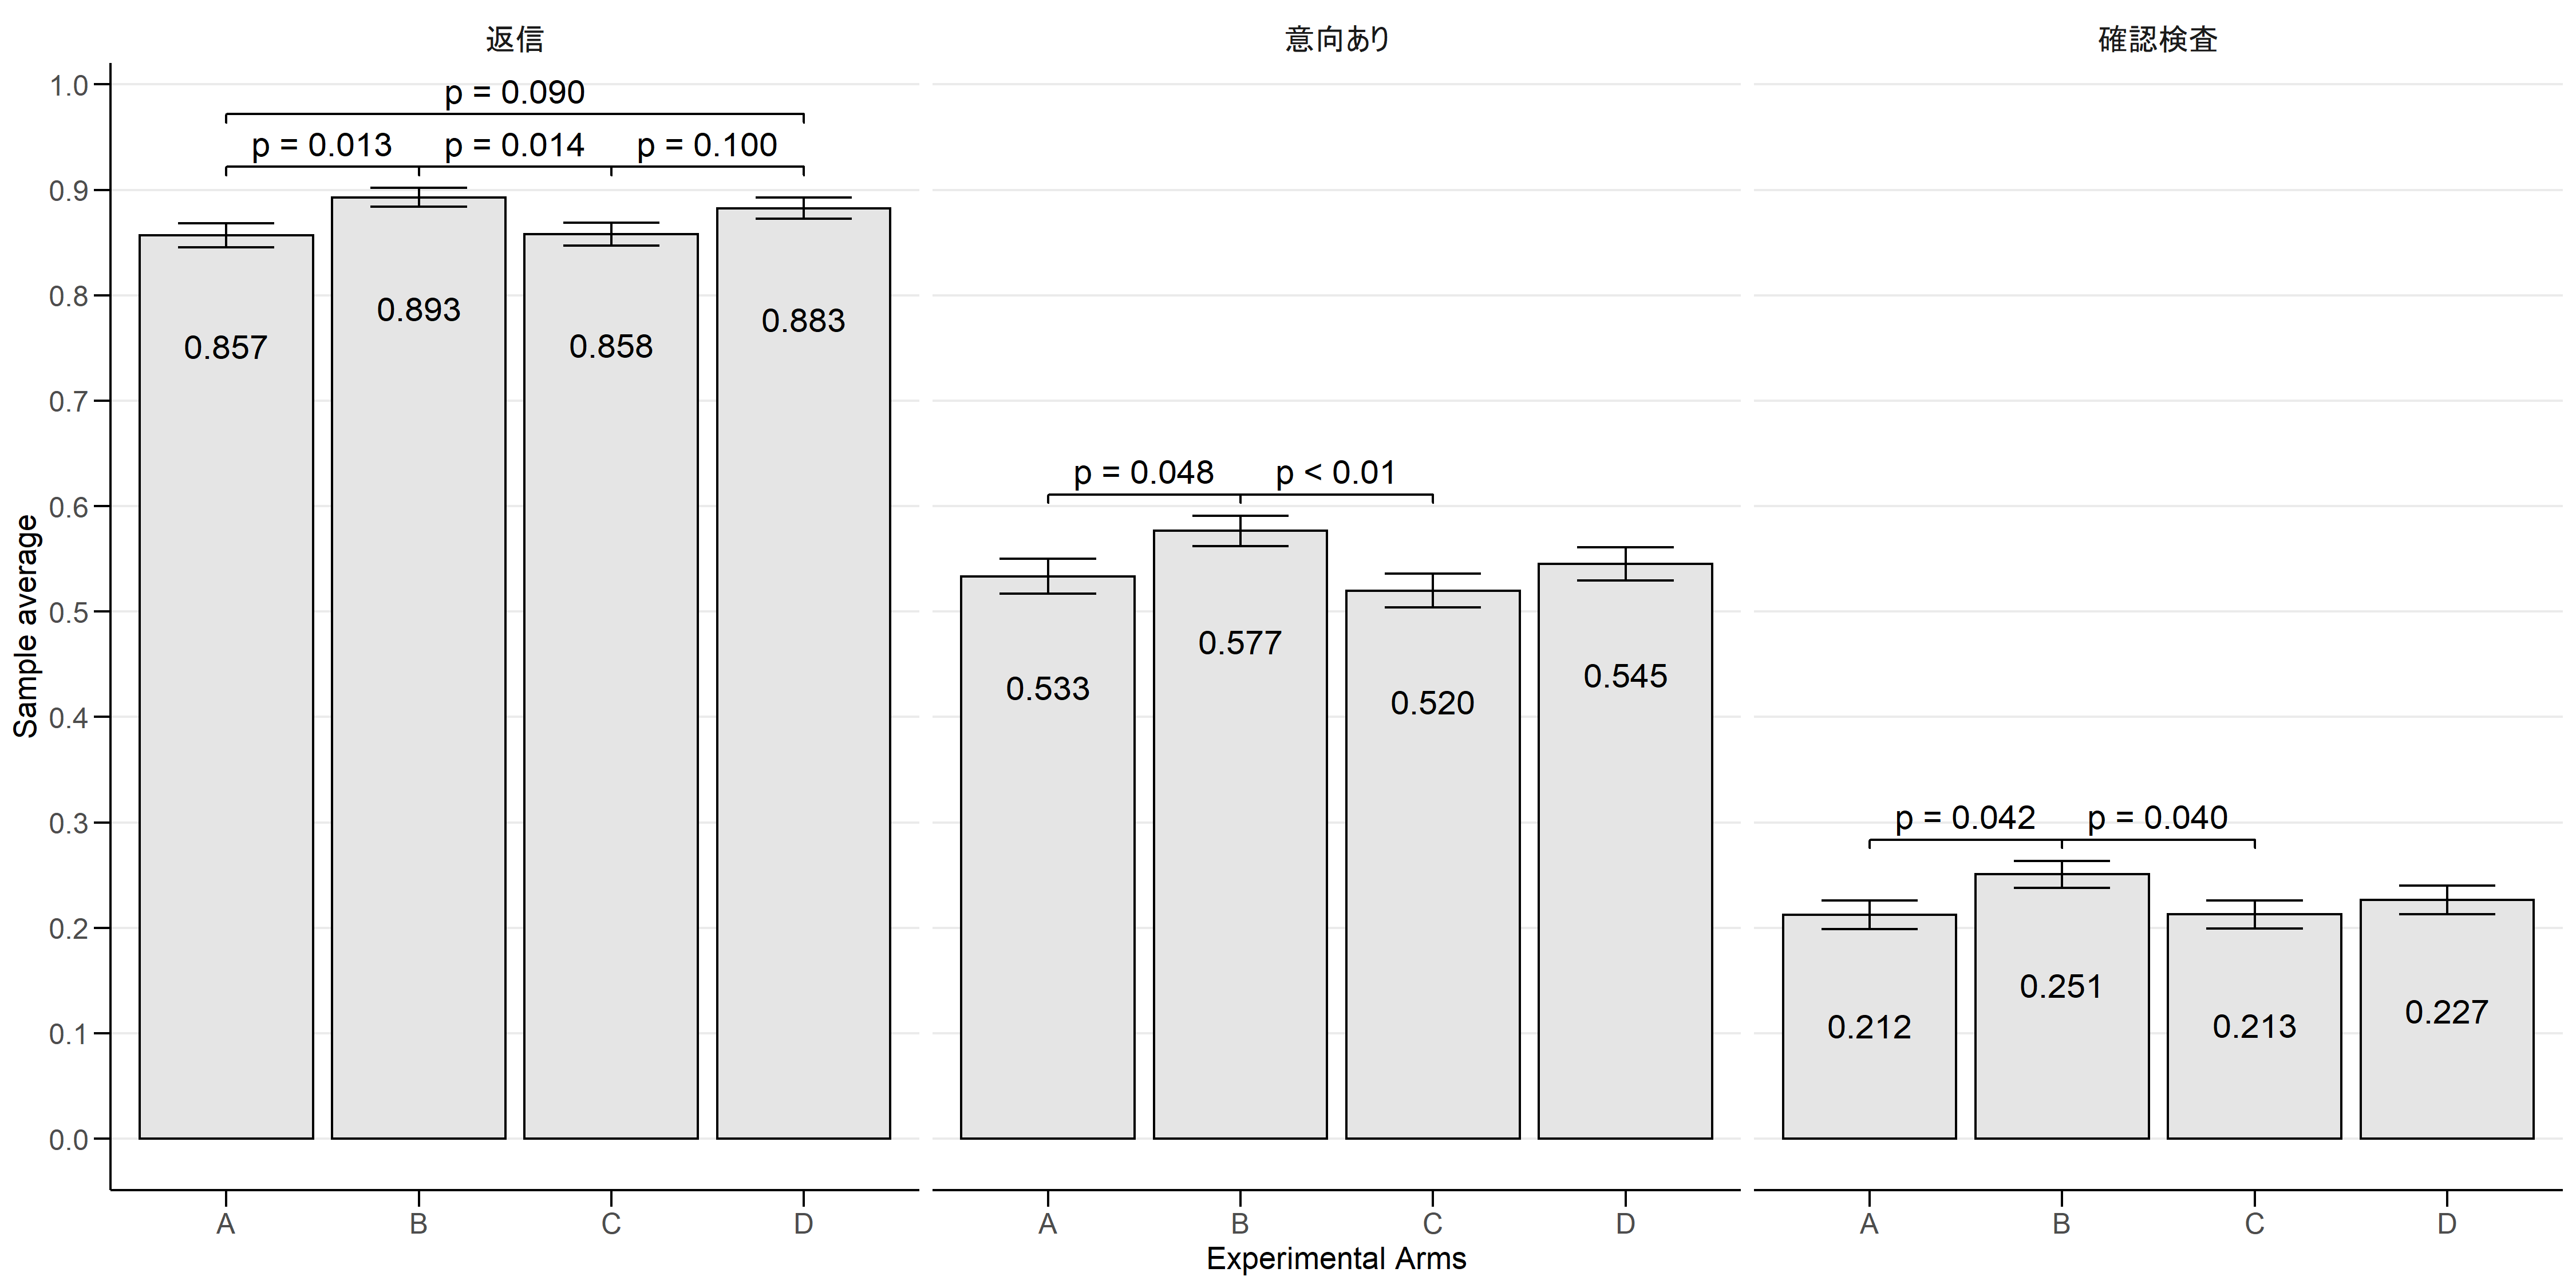 返信
意向あり
確認検査
Sample average
1.0
0.9
0.8
0.7
0.6
0.5
0.4
0.3
0.2
0.1
0.0
p = 0.090
p = 0.013
p = 0.014
p = 0.100
0.857
0.893
0.858
0.883
p = 0.048
p < 0.01
0.533
0.577
0.520
0.545
p = 0.042
p = 0.040
0.212
0.251
0.213
0.227
A
B
C
D
A
B
C
D
A
B
C
D
Experimental Arms